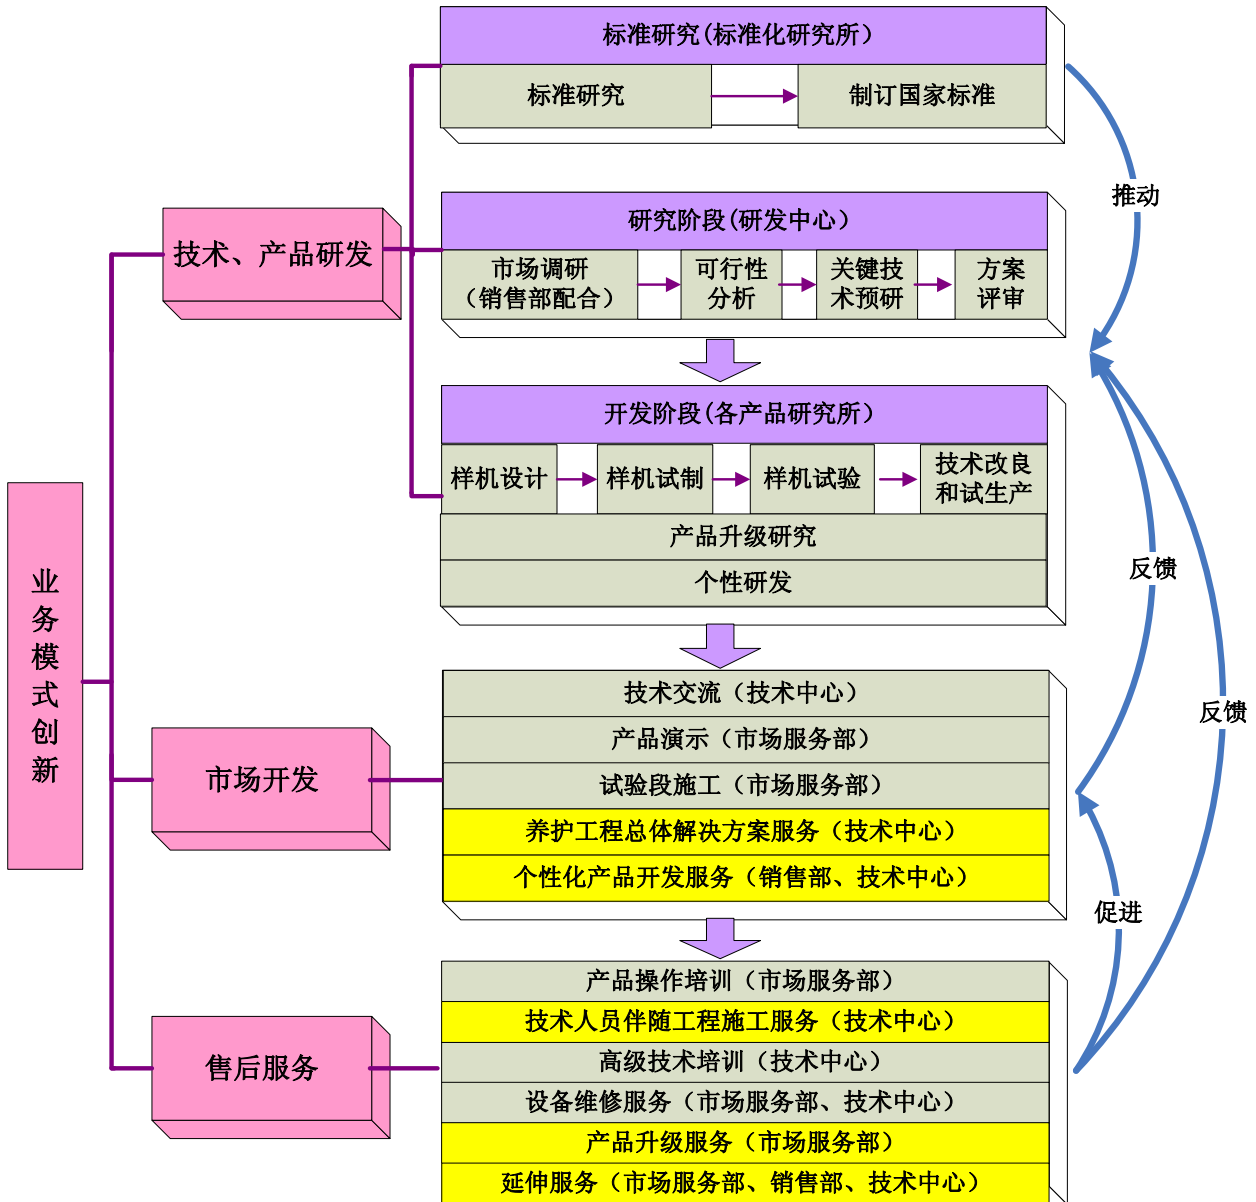 标准研究(标准化研究所）
标准研究
制订国家标准
推动
研究阶段(研发中心）
技术、产品研发
市场调研
（销售部配合）
可行性
分析
关键技
术预研
方案
评审
开发阶段(各产品研究所）
样机设计
样机试制
样机试验
技术改良
和试生产
产品升级研究
个性研发
反馈
反馈
业
务
模
式
创
新
市场开发
技术交流（技术中心）
产品演示（市场服务部）
试验段施工（市场服务部）
养护工程总体解决方案服务（技术中心）
个性化产品开发服务（销售部、技术中心）
促进
售后服务
产品操作培训（市场服务部）
技术人员伴随工程施工服务（技术中心）
高级技术培训（技术中心）
设备维修服务（市场服务部、技术中心）
产品升级服务（市场服务部）
延伸服务（市场服务部、销售部、技术中心）